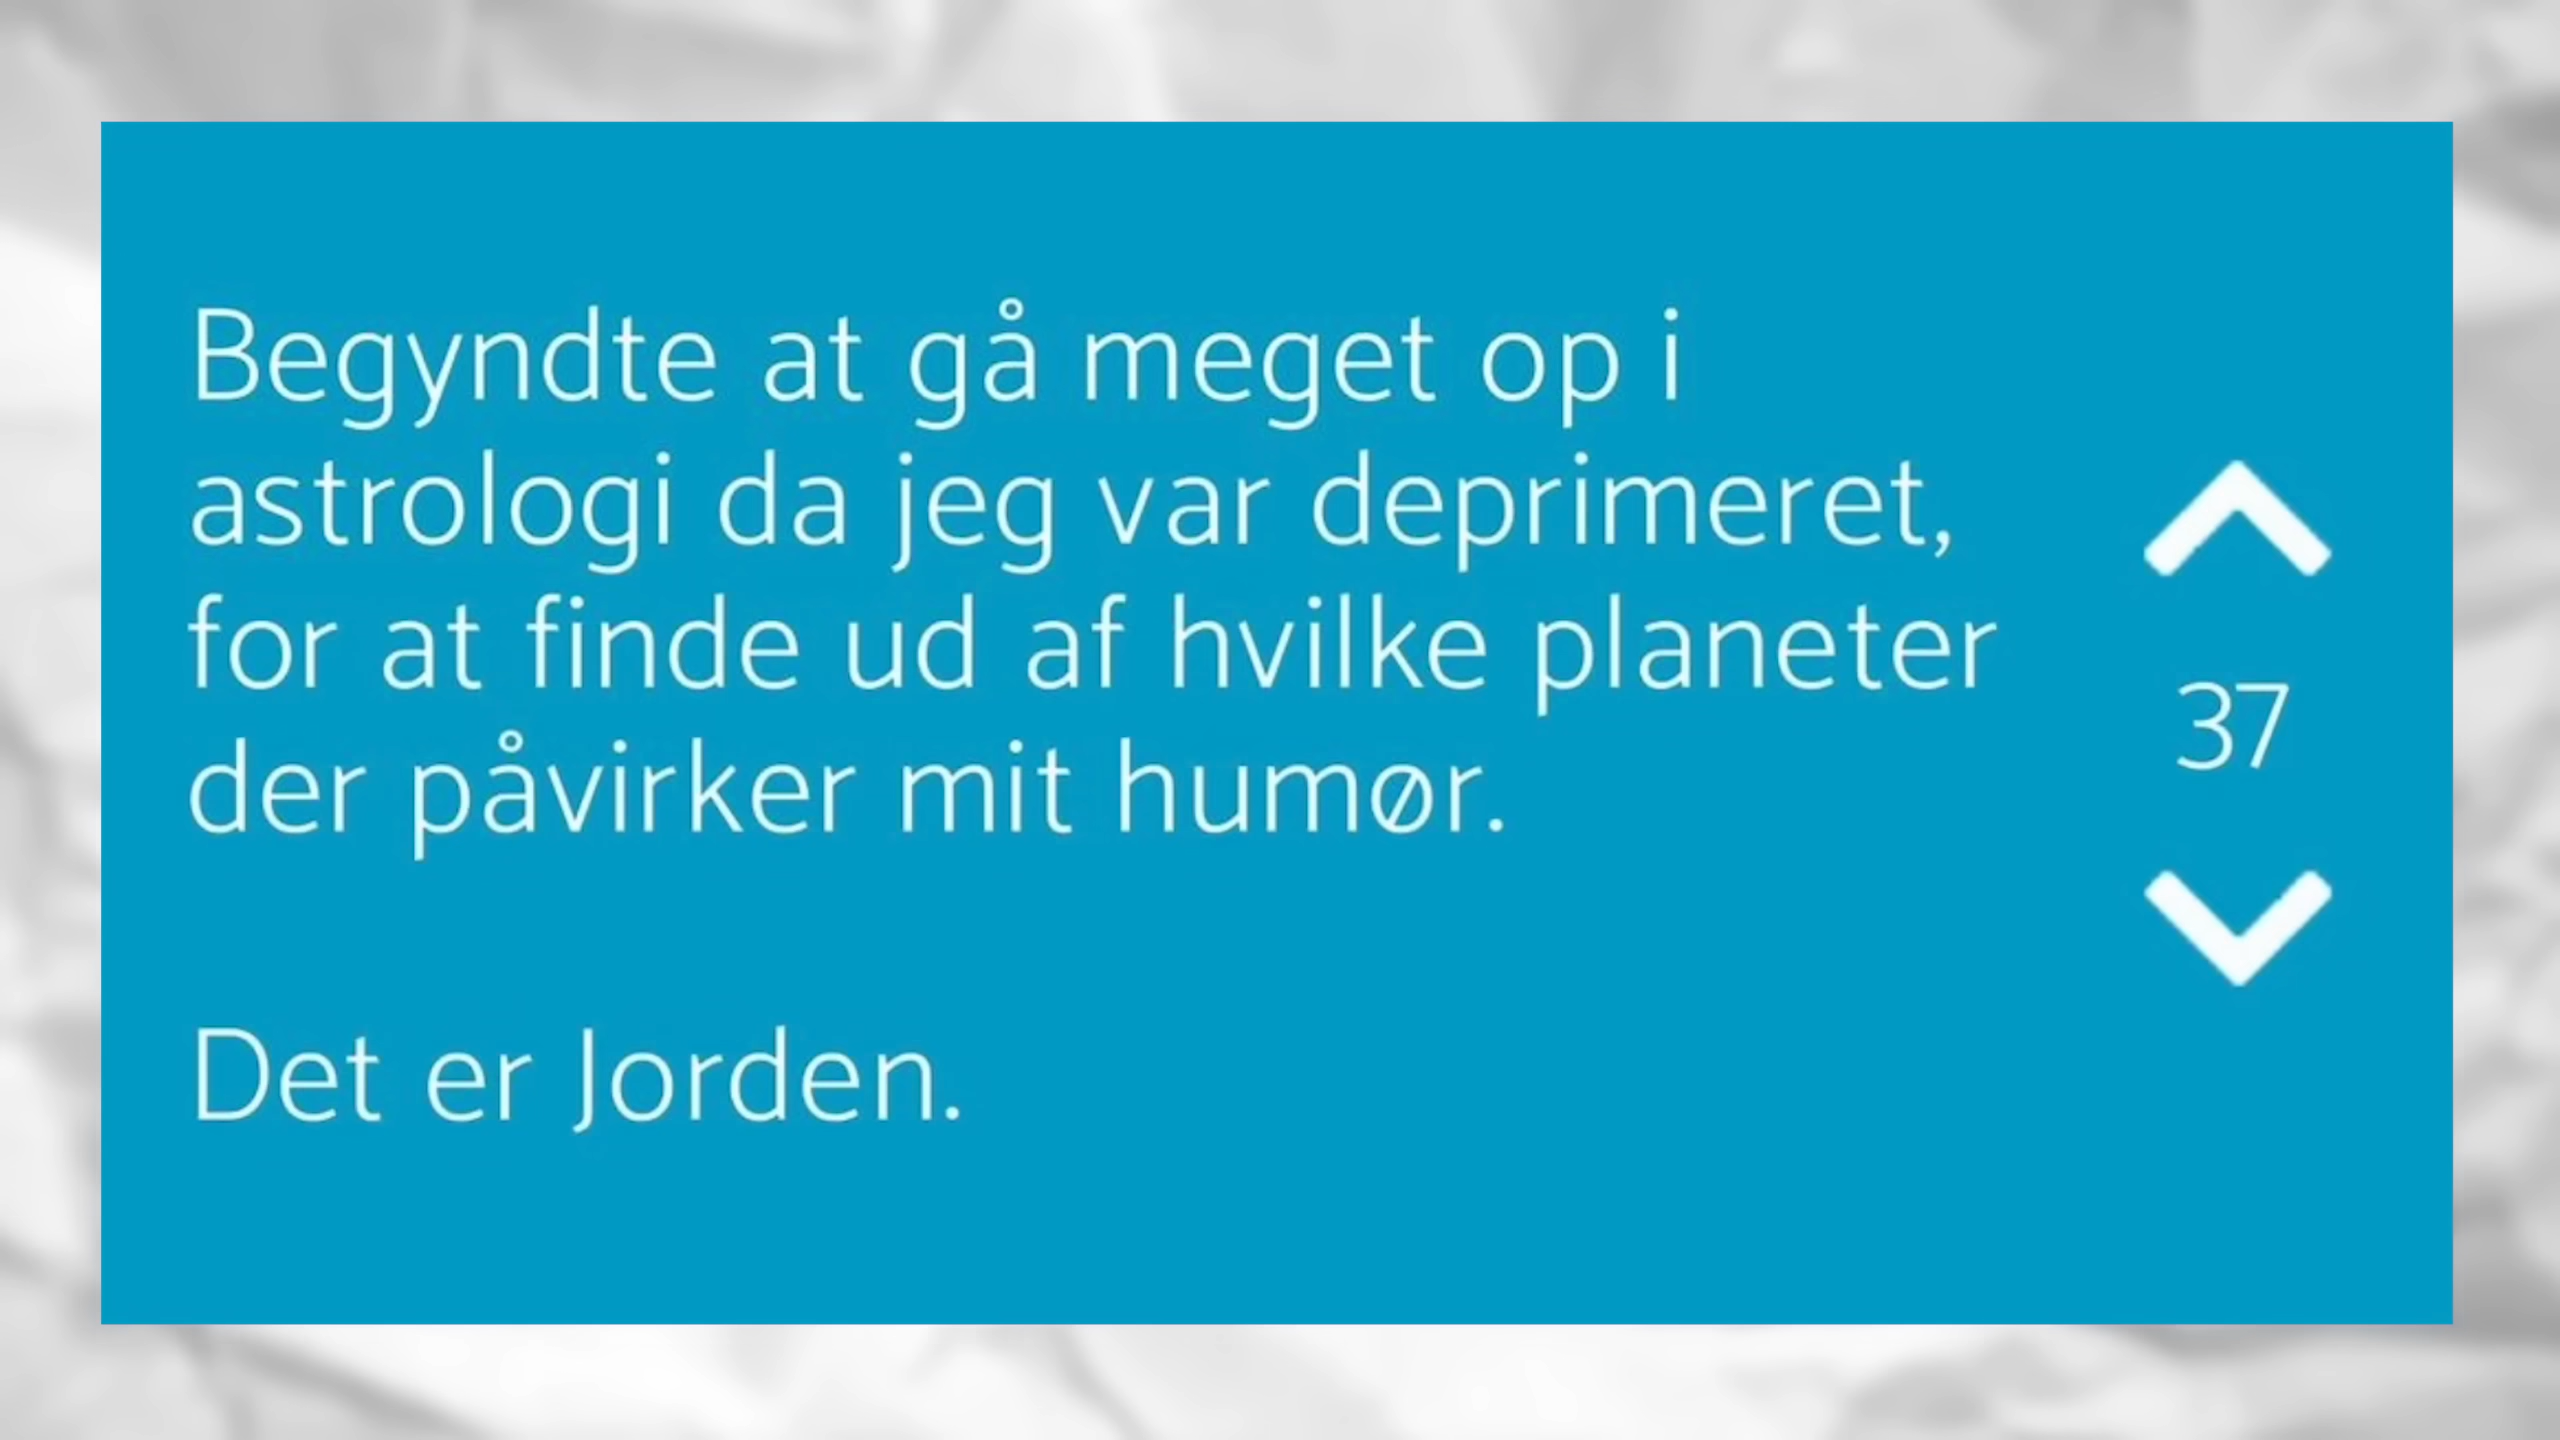 Begyndte at gå meget op i
astrologi da jeg var deprimeret,
for at finde ud af hvilke planeter
der påvirker mit humør.
Det er Jorden.
37